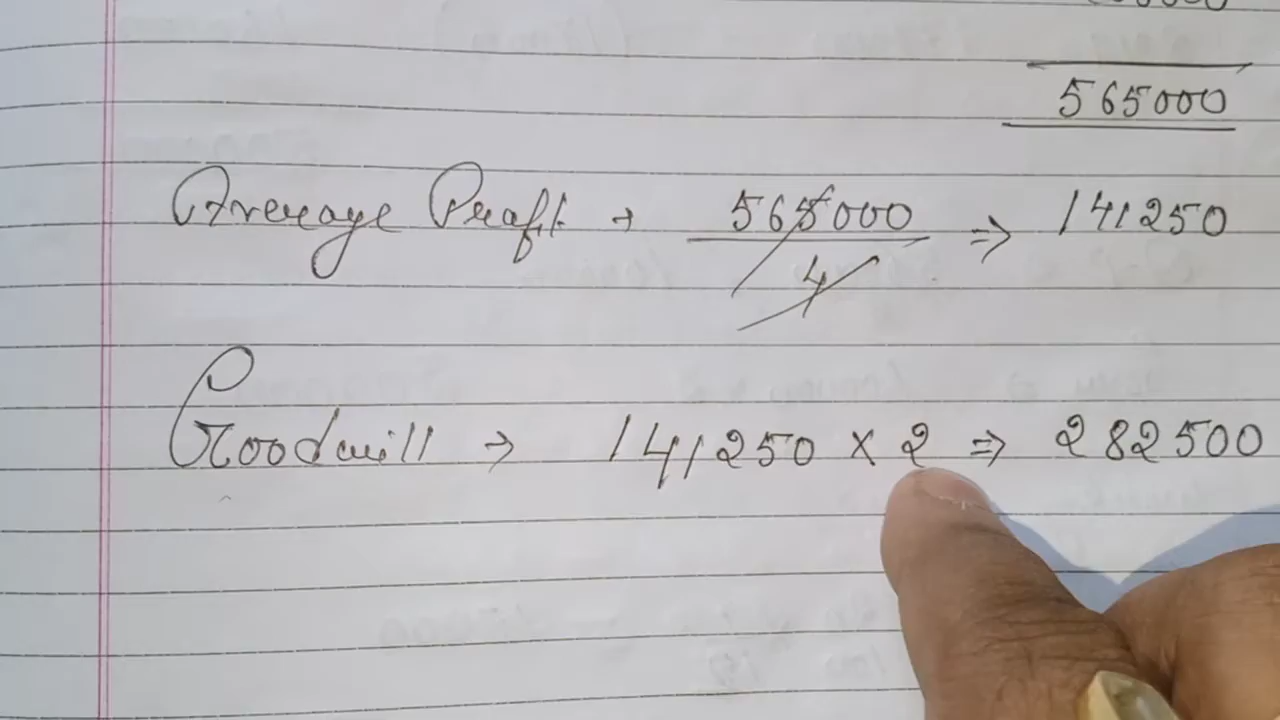 565000
Average Profit → 565000 / 4 ⇒ 141250
Goodwill → 141250 × 2 ⇒ 282500